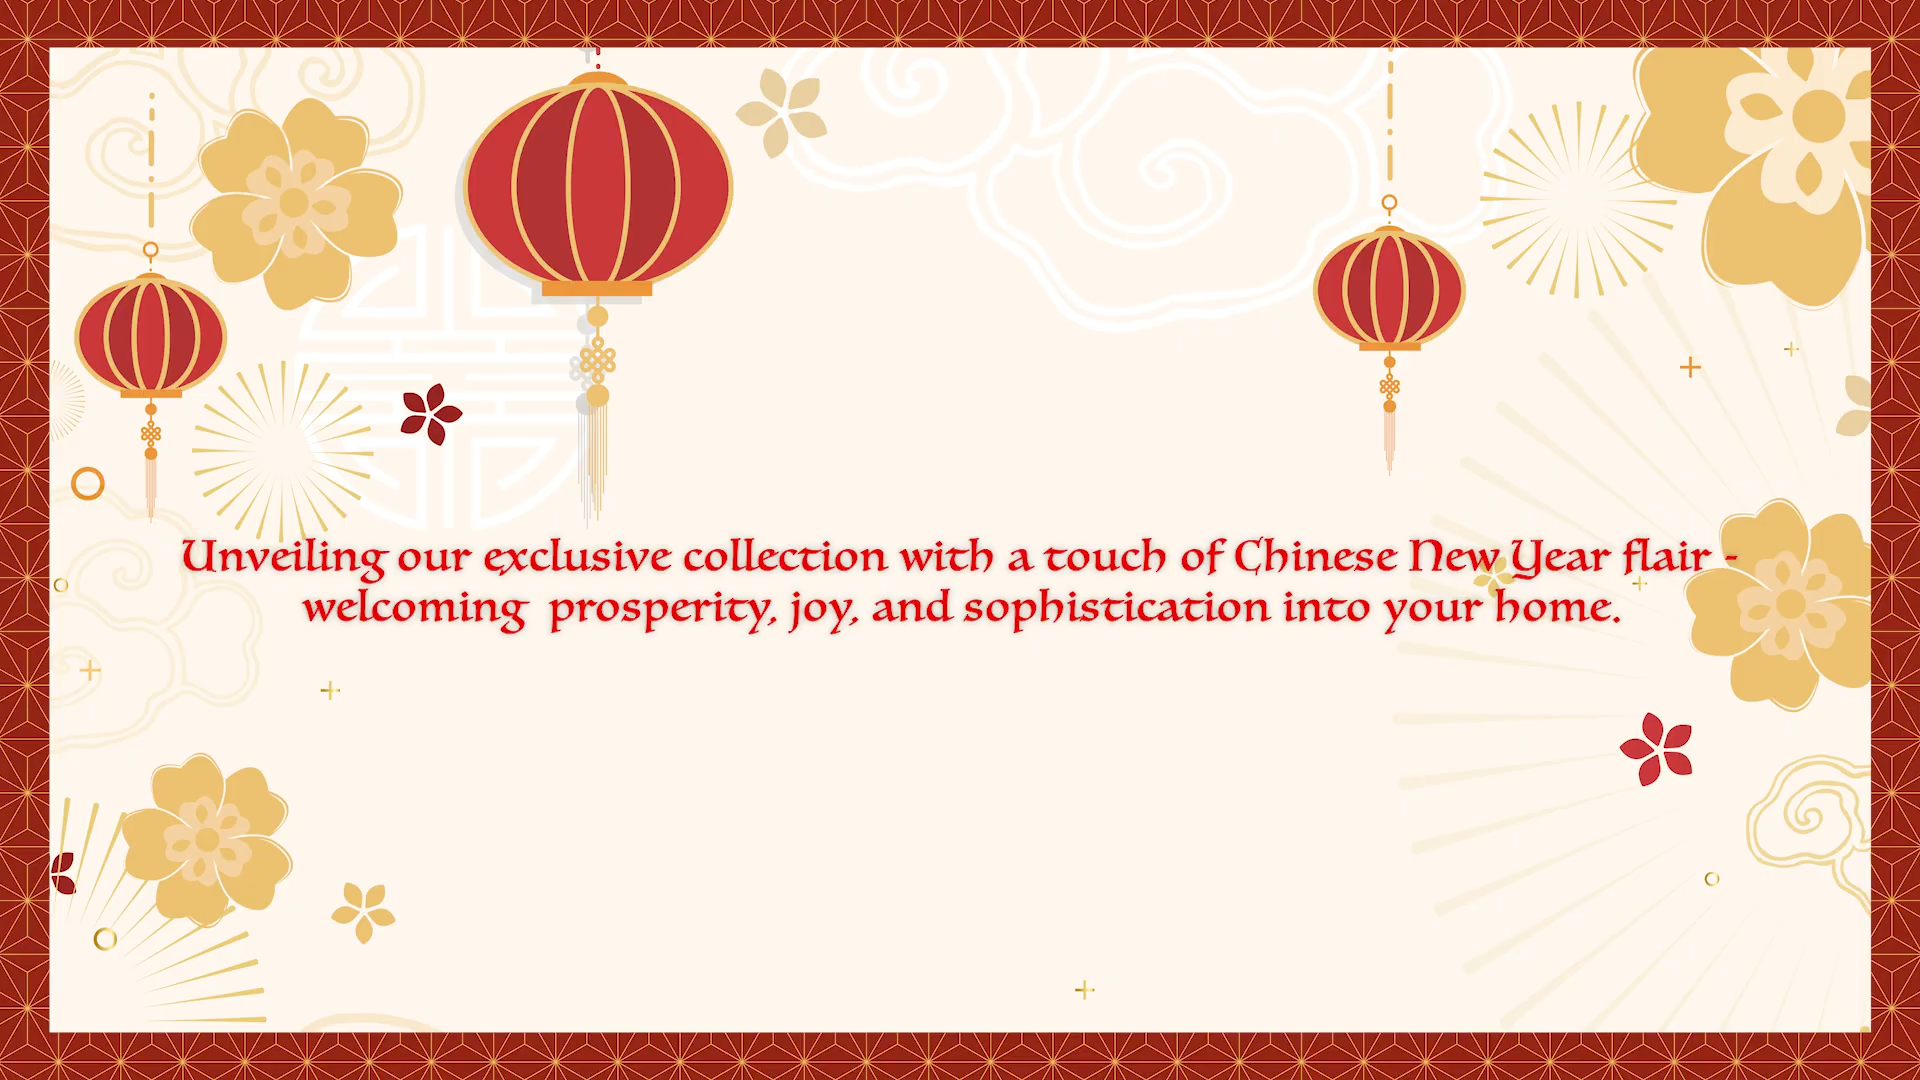 Unveiling our exclusive collection with a touch of Chinese New Year flair -
welcoming  prosperity, joy, and sophistication into your home.